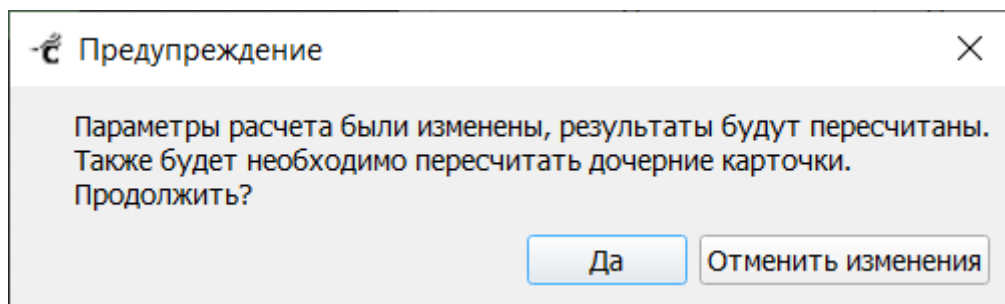 Предупреждение
Параметры расчета были изменены, результаты будут пересчитаны.
Также будет необходимо пересчитать дочерние карточки.
Продолжить?
Да
Отменить изменения